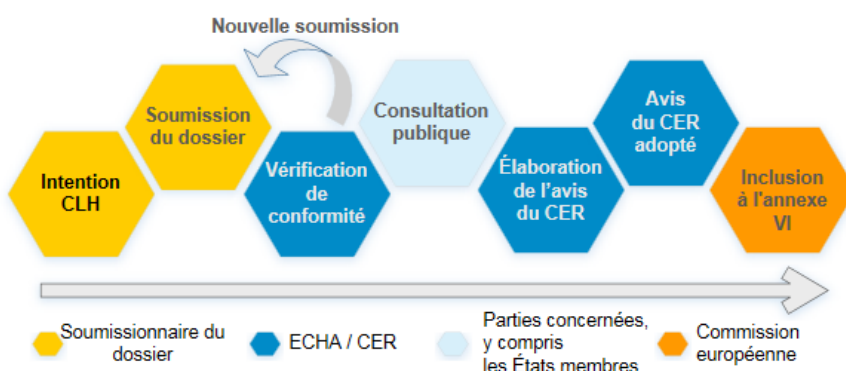 Nouvelle soumission
Intention
CLH
Soumission
du dossier
Vérification
de
conformité
Consultation
publique
Élaboration
de l'avis
du CER
Avis
du CER
adopté
Inclusion
à l'annexe
VI
Soumissionnaire du
dossier
ECHA / CER
Parties concernées,
y compris
les États membres
Commission
européenne